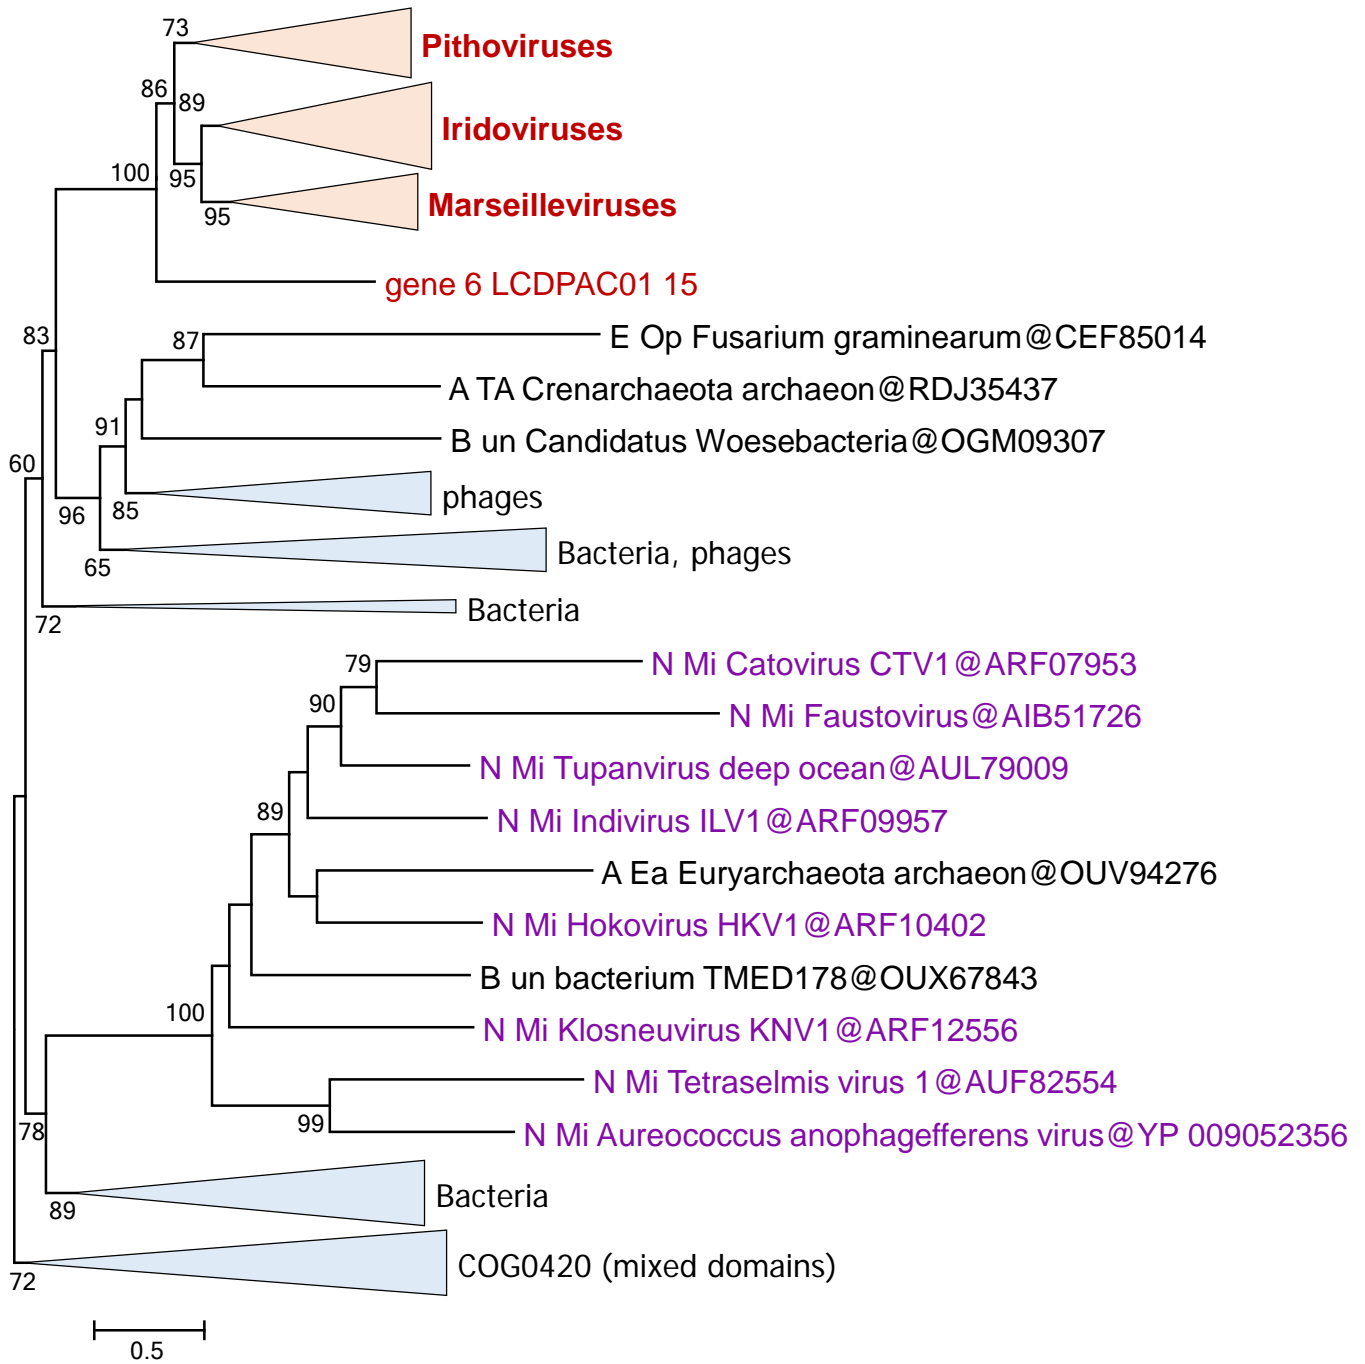 73
Pithoviruses
86
89
Iridoviruses
100
95
Marseilleviruses
95
gene 6 LCDPAC01 15
83
87
E Op Fusarium graminearum@CEF85014
A TA Crenarchaeota archaeon@RDJ35437
91
B un Candidatus Woesebacteria@OGM09307
60
phages
96
85
Bacteria, phages
65
Bacteria
72
79
N Mi Catovirus CTV1@ARF07953
90
N Mi Faustovirus@AIB51726
N Mi Tupanvirus deep ocean@AUL79009
89
N Mi Indivirus ILV1@ARF09957
A Ea Euryarchaeota archaeon@OUV94276
N Mi Hokovirus HKV1@ARF10402
B un bacterium TMED178@OUX67843
100
N Mi Klosneuvirus KNV1@ARF12556
N Mi Tetraselmis virus 1@AUF82554
99
78
N Mi Aureococcus anophagefferens virus@YP 009052356
Bacteria
89
COG0420 (mixed domains)
72
0.5